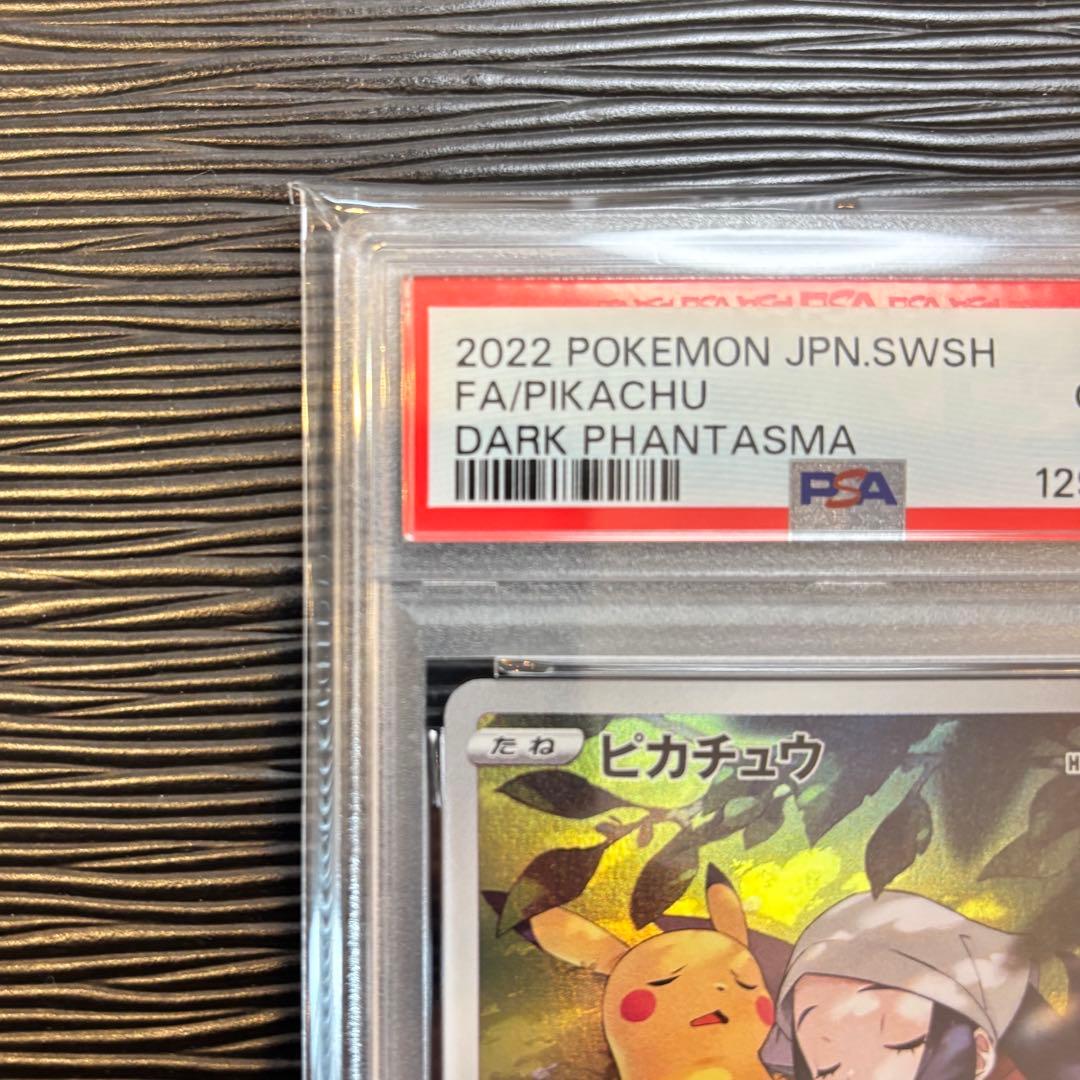 2022 POKEMON JPN.SWSH
FA/PIKACHU
DARK PHANTASMA
PSA
たね ピカチュウ